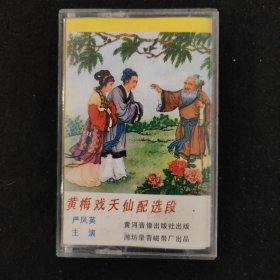 黄梅戏天仙配选段
严凤英
主演
黄河音像出版社出版
潍坊录音磁带厂出品